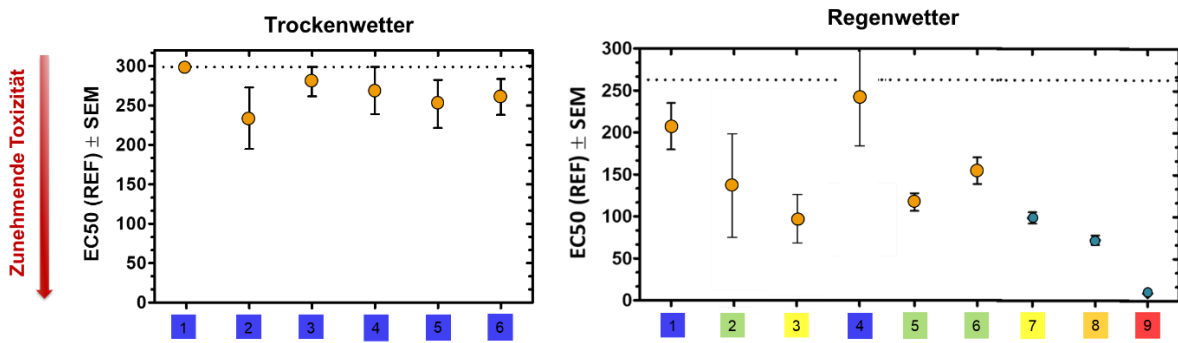 Trockenwetter
Zunehmende Toxizität
EC50 (REF) ± SEM
300
250
200
150
100
50
0
1 2 3 4 5 6
Regenwetter
EC50 (REF) ± SEM
300
250
200
150
100
50
0
1 2 3 4 5 6 7 8 9